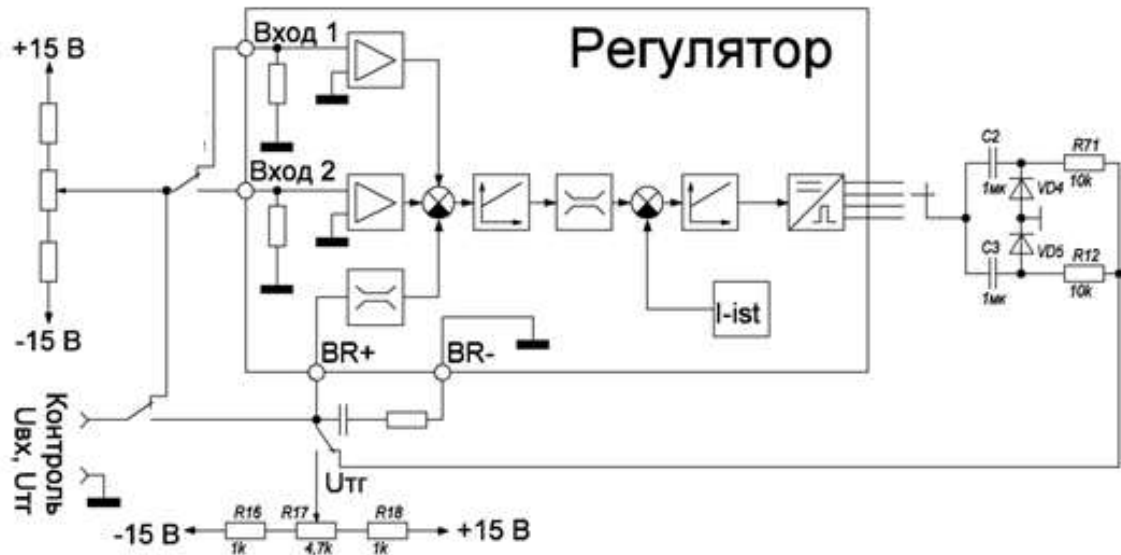 +15 В
-15 В
Вход 1
Вход 2
Регулятор
I-ist
BR+
BR-
C2
1мк
R71
10k
VD4
C3
1мк
VD5
R12
10k
Контроль
Uвх, Uтг
Uтг
-15 В
R16
1k
R17
4,7k
R18
1k
+15 В